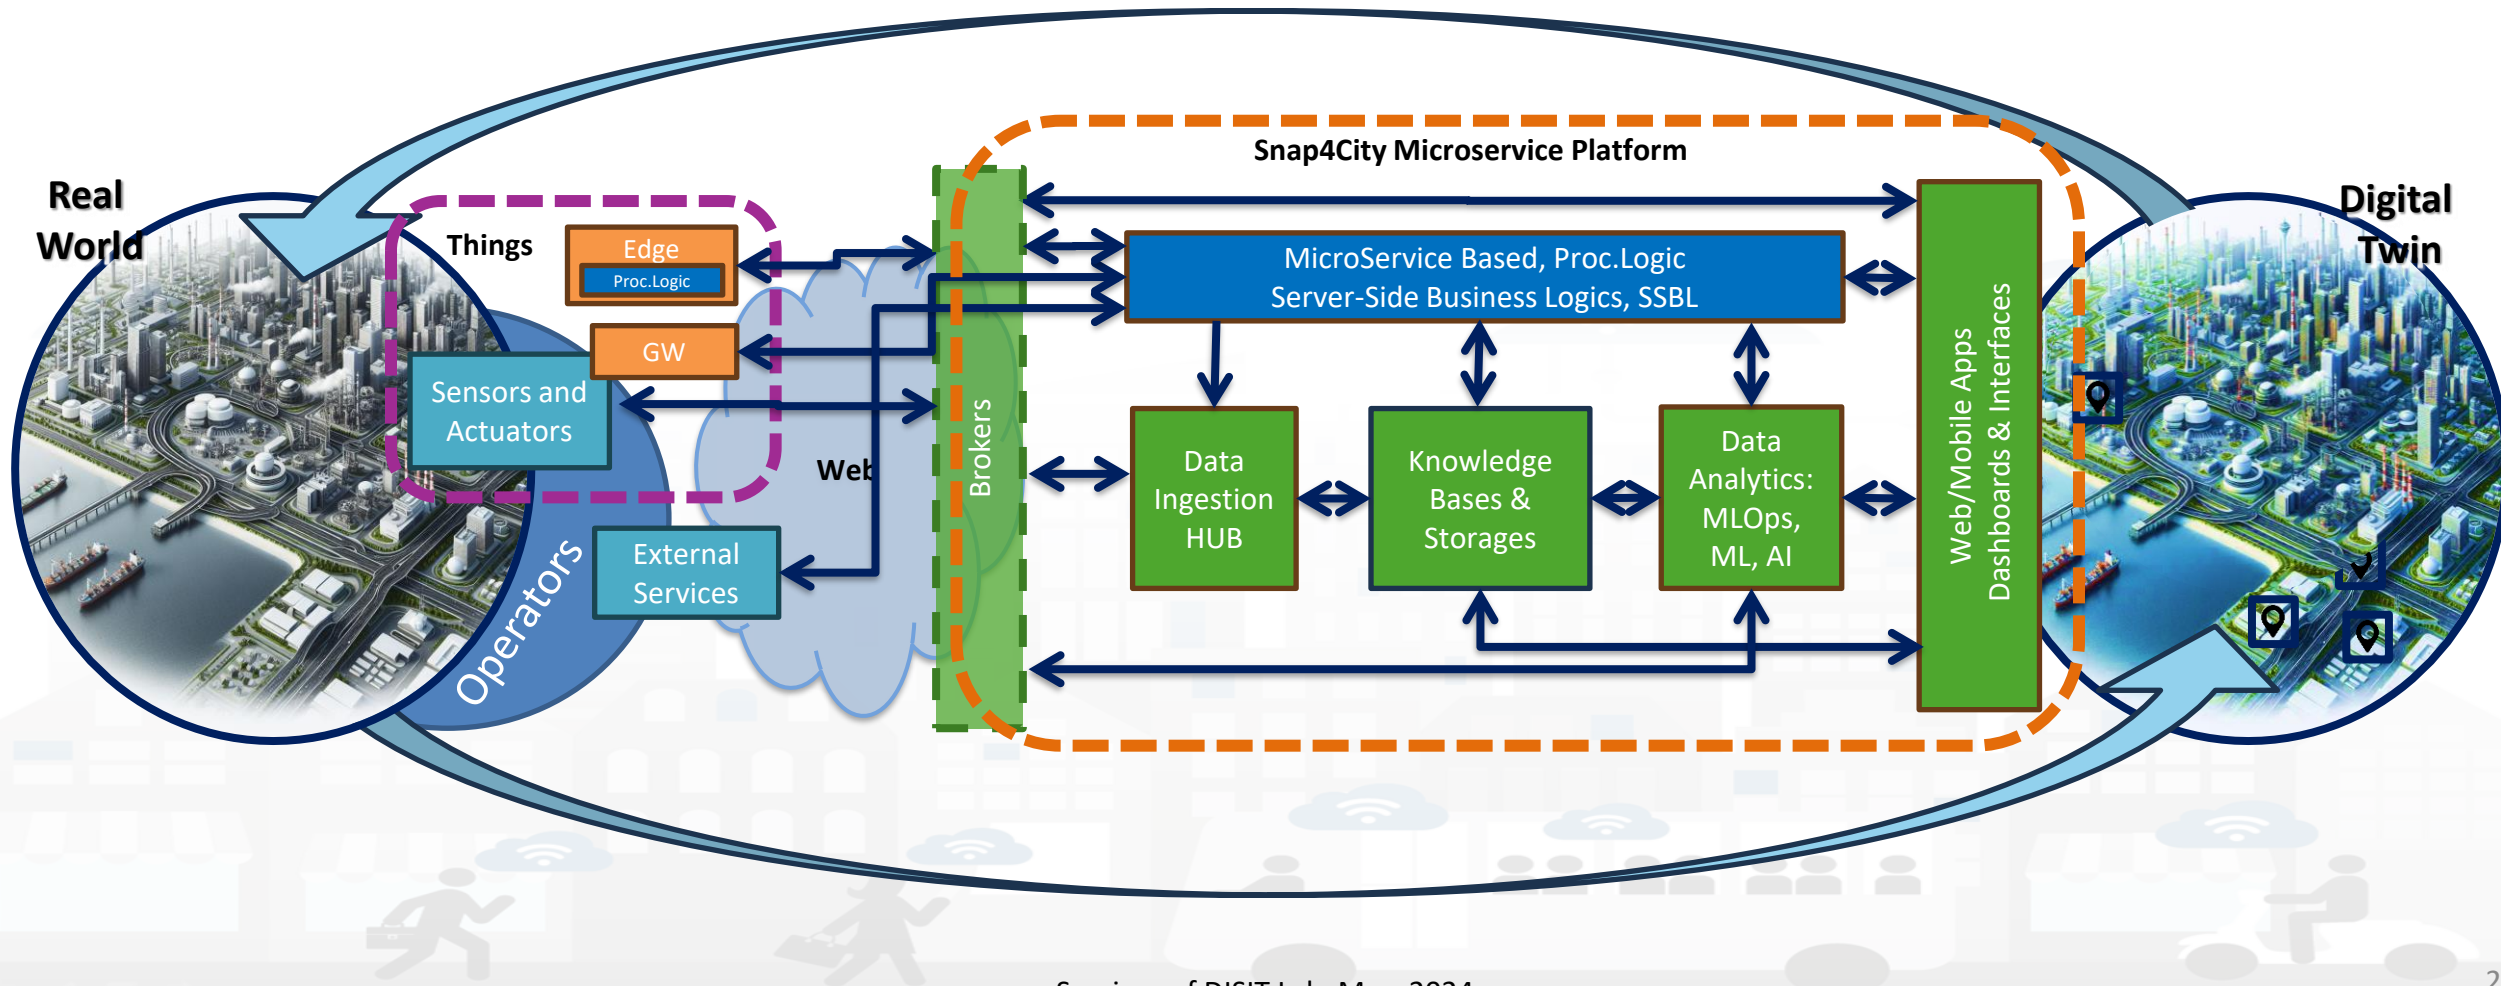 Snap4City Microservice Platform
Real
World
Digital
Twin
Things
Edge
Proc.Logic
GW
Sensors and
Actuators
Web
External
Services
Operators
Brokers
MicroService Based, Proc.Logic
Server-Side Business Logics, SSBL
Data
Ingestion
HUB
Knowledge
Bases &
Storages
Data
Analytics:
MLOps,
ML, AI
Web/Mobile Apps
Dashboards & Interfaces
2